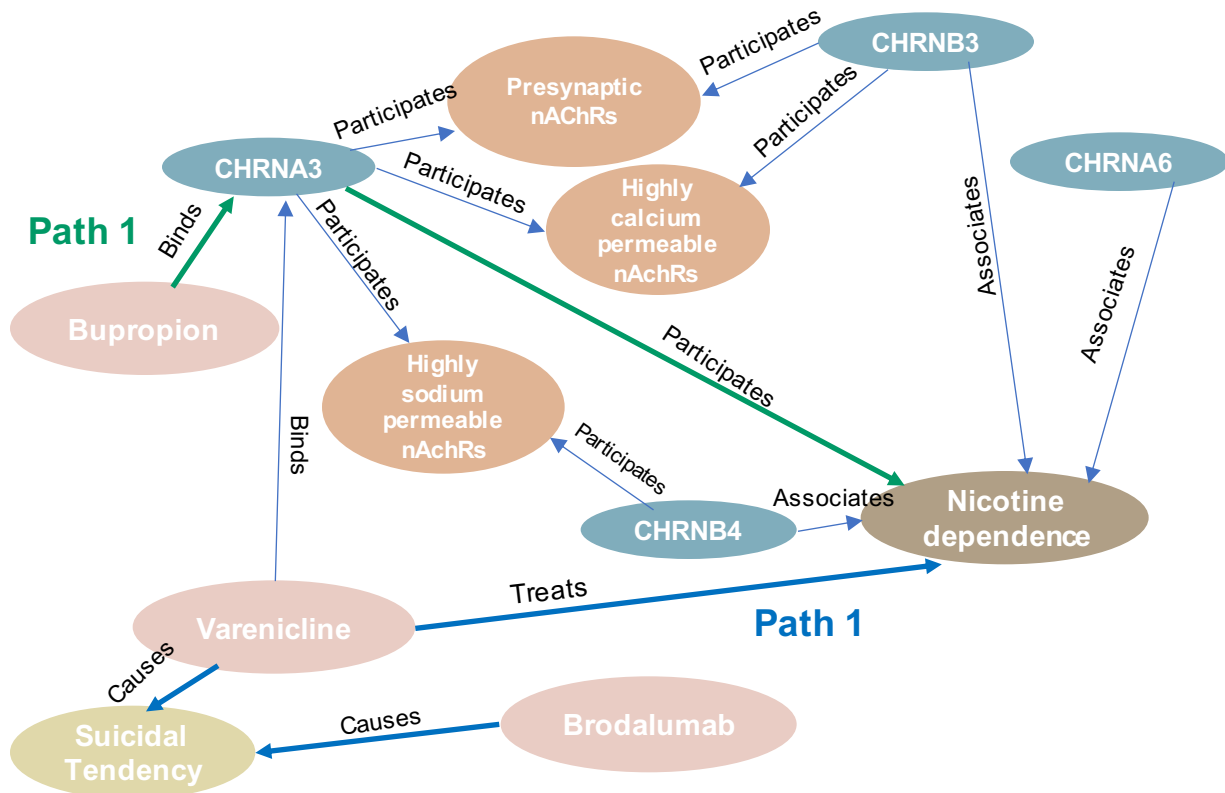 Participates
CHRNB3
Presynaptic
nAChRs
Participates
Participates
CHRNA3
Participates
CHRNA6
Highly
calcium
permeable
nAchRs
Associates
Path 1
Binds
Participates
Bupropion
Participates
Associates
Highly
sodium
permeable
nAchRs
Binds
Participates
Associates
CHRNB4
Nicotine
dependence
Treats
Path 1
Varenicline
Causes
Suicidal
Tendency
Causes
Brodalumab